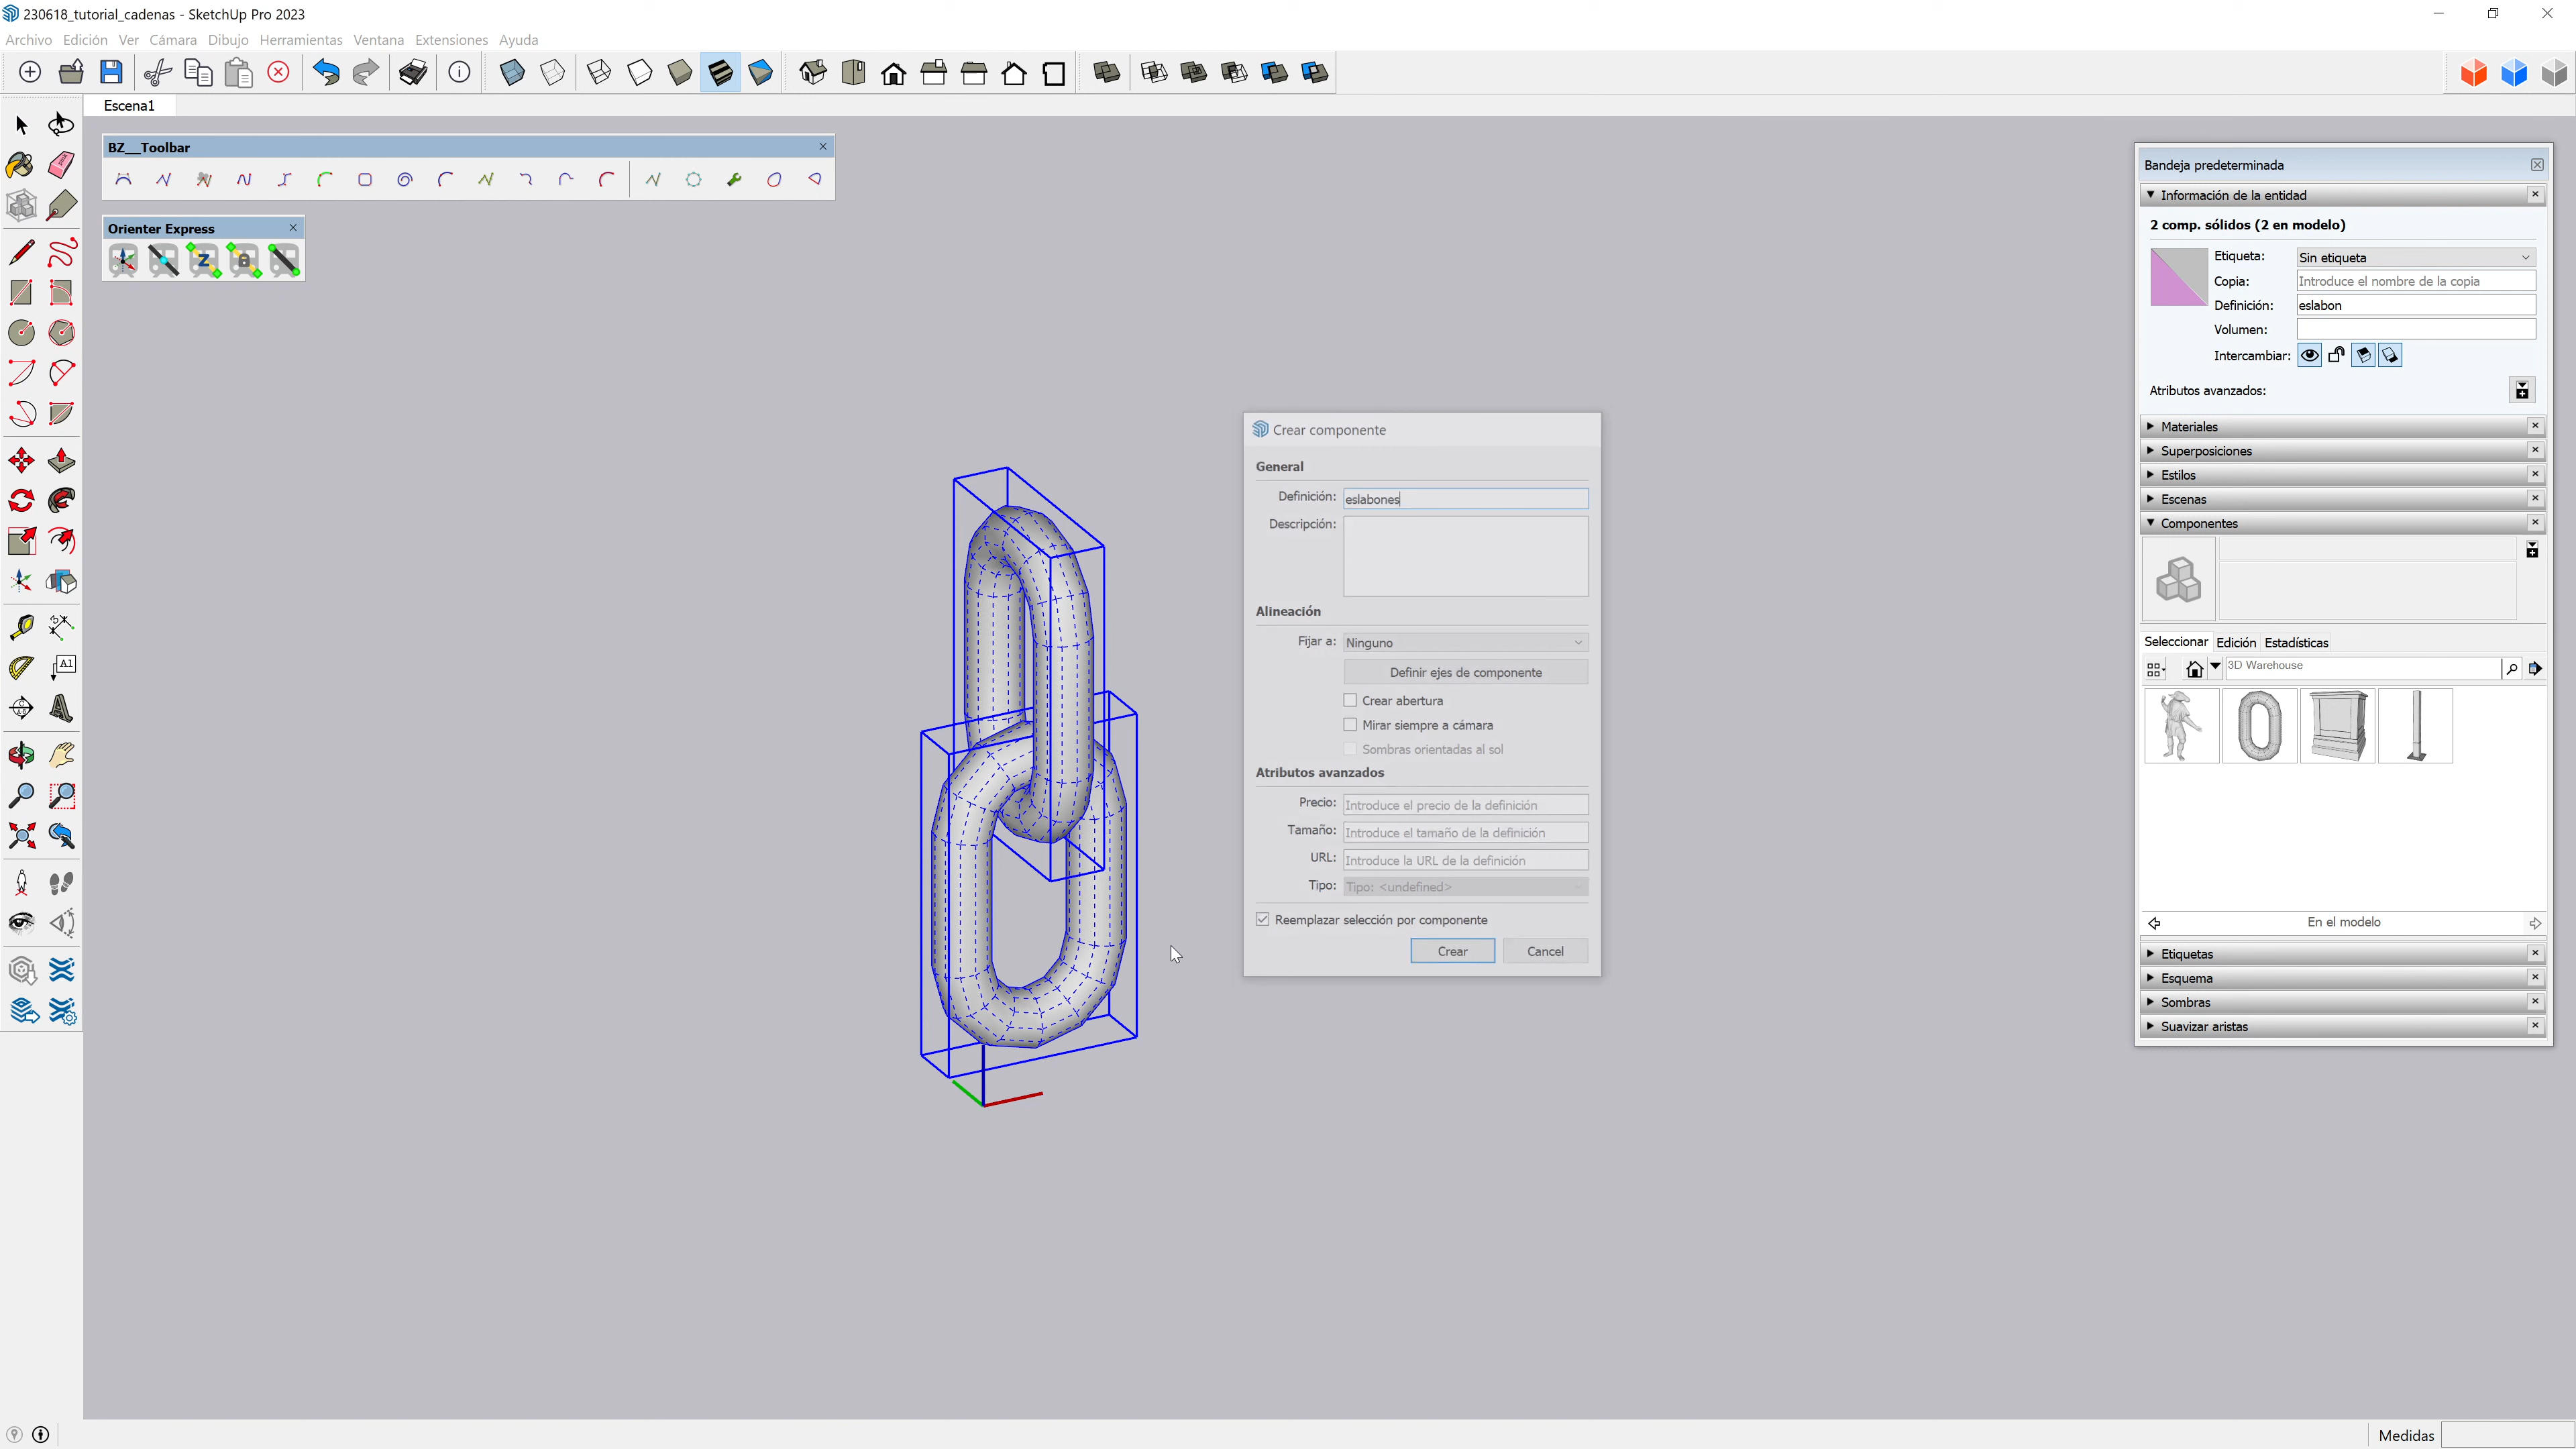 230618_tutorial_cadenas - SketchUp Pro 2023
Archivo Edición Ver Cámara Dibujo Herramientas Ventana Extensiones Ayuda
Escena1
BZ__Toolbar
Orienter Express
Z
A1
Bandeja predeterminada
Información de la entidad
2 comp. sólidos (2 en modelo)
Etiqueta: Sin etiqueta
Copia: Introduce el nombre de la copia
Definición: eslabon
Volumen:
Intercambiar:
Atributos avanzados:
Materiales
Superposiciones
Estilos
Escenas
Componentes
Seleccionar Edición Estadísticas
3D Warehouse
En el modelo
Etiquetas
Esquema
Sombras
Suavizar aristas
Crear componente
General
Definición: eslabones
Descripción:
Alineación
Fijar a: Ninguno
Definir ejes de componente
Crear abertura
Mirar siempre a cámara
Sombras orientadas al sol
Atributos avanzados
Precio: Introduce el precio de la definición
Tamaño: Introduce el tamaño de la definición
URL: Introduce la URL de la definición
Tipo: Tipo: <undefined>
Reemplazar selección por componente
Crear Cancel
Medidas